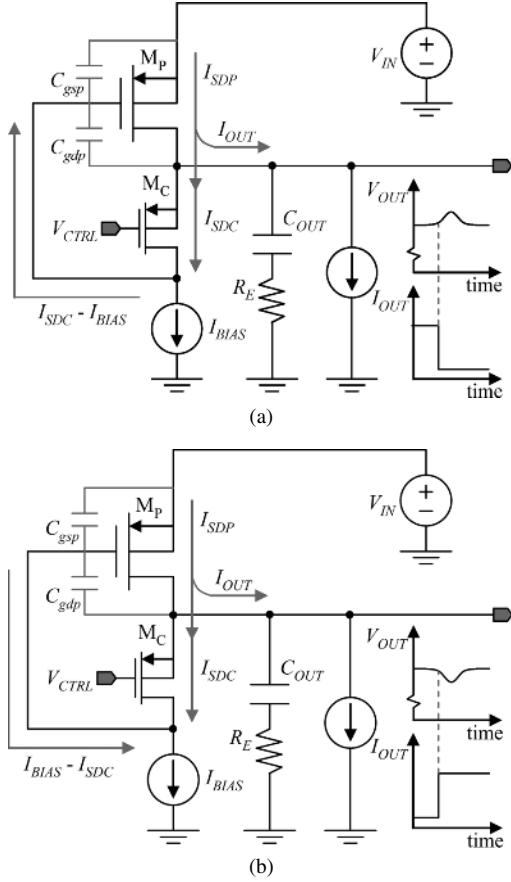 M_P
I_SDP
V_IN
+
−
C_gsp
I_OUT
C_gdp
M_C
V_CTRL
I_SDC
C_OUT
V_OUT
time
R_E
I_OUT
I_SDC - I_BIAS
I_BIAS
time
(a)
M_P
I_SDP
V_IN
+
−
C_gsp
I_OUT
C_gdp
M_C
V_CTRL
I_SDC
C_OUT
V_OUT
time
R_E
I_OUT
I_BIAS - I_SDC
I_BIAS
time
(b)